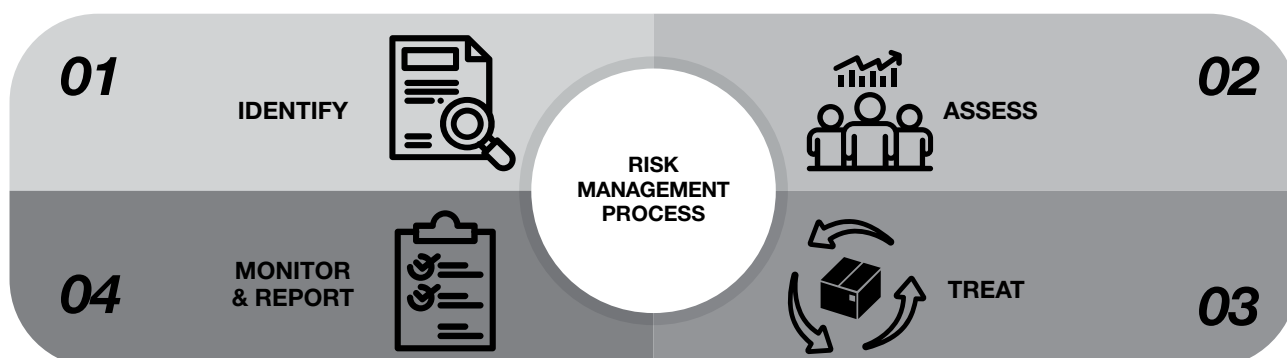 01
IDENTIFY
02
ASSESS
RISK
MANAGEMENT
PROCESS
04
MONITOR
& REPORT
03
TREAT